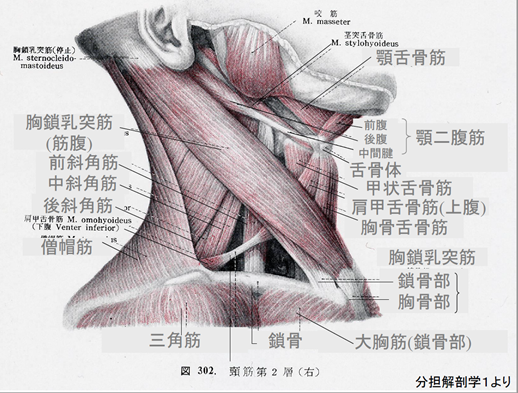 咬筋
M. masseter
茎突舌骨筋
M. stylohyoideus
胸鎖乳突筋(停止)
M. sternocleido-
mastoideus
顎舌骨筋
胸鎖乳突筋
(筋腹)
前斜角筋
中斜角筋
後斜角筋
肩甲舌骨筋 M. omohyoideus
(下腹 Venter inferior)
僧帽筋
前腹
後腹
中間腱
顎二腹筋
舌骨体
甲状舌骨筋
肩甲舌骨筋(上腹)
胸骨舌骨筋
胸鎖乳突筋
鎖骨部
胸骨部
三角筋
鎖骨
大胸筋(鎖骨部)
図 302. 頸筋第2層(右)
分担解剖学1より